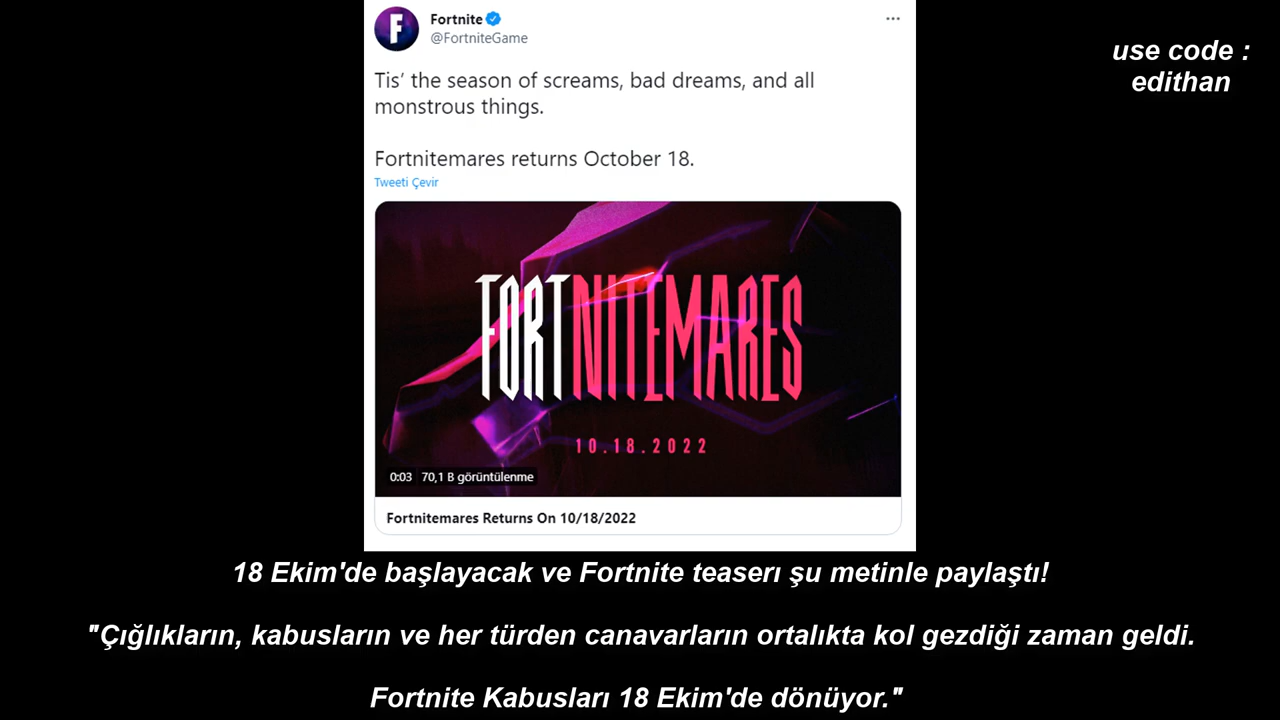 Fortnite
@FortniteGame
use code :
edithan
Tis’ the season of screams, bad dreams, and all
monstrous things.
Fortnitemares returns October 18.
Tweeti Çevir
FORTNITEMARES
10.18.2022
0:03 70,1 B görüntülenme
Fortnitemares Returns On 10/18/2022
18 Ekim'de başlayacak ve Fortnite teaserı şu metinle paylaştı!
"Çığlıkların, kabusların ve her türden canavarların ortalıkta kol gezdiği zaman geldi.
Fortnite Kabusları 18 Ekim'de dönüyor."